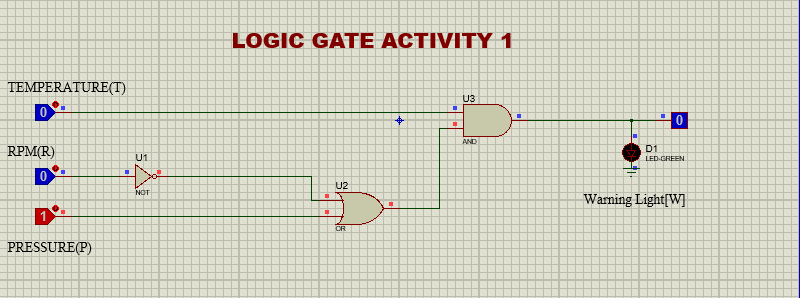 LOGIC GATE ACTIVITY 1
TEMPERATURE(T)
0
U3
AND
0
D1
LED-GREEN
Warning Light[W]
RPM(R)
0
U1
NOT
U2
OR
1
PRESSURE(P)